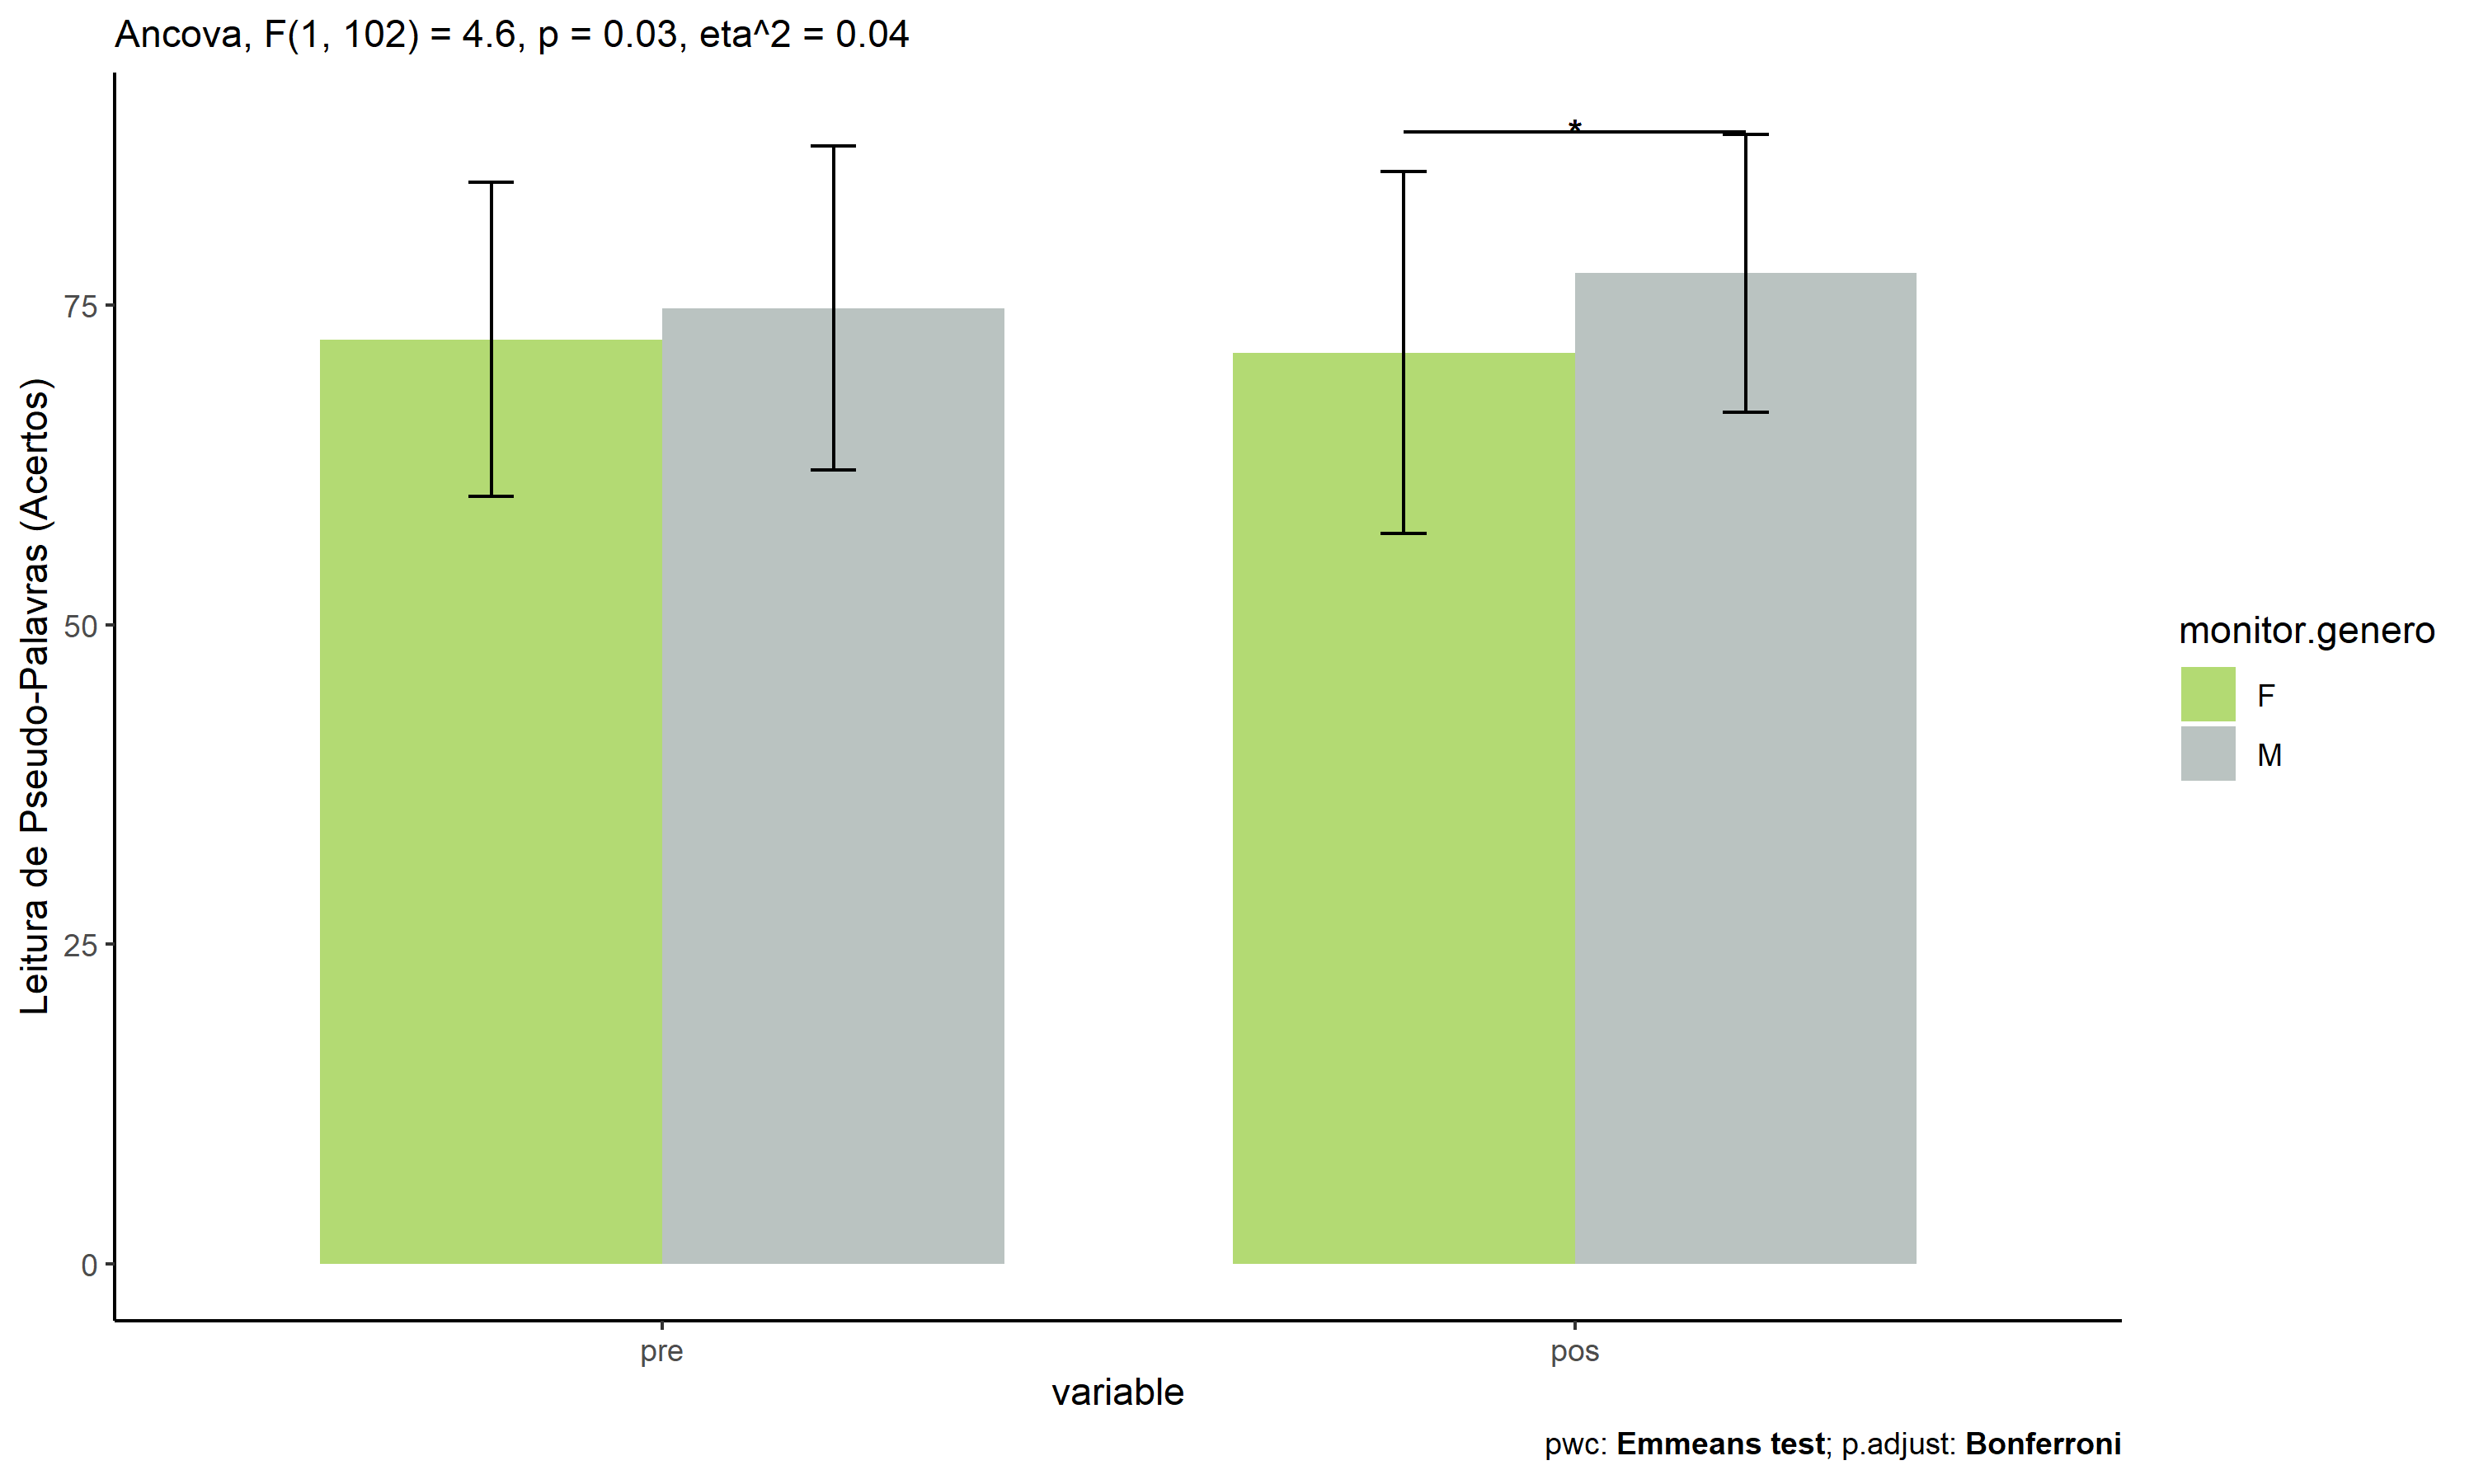 Ancova, F(1, 102) = 4.6, p = 0.03, eta^2 = 0.04
*
Leitura de Pseudo-Palavras (Acertos)
75
50
25
0
pre
pos
variable
monitor.genero
F
M
pwc: Emmeans test; p.adjust: Bonferroni